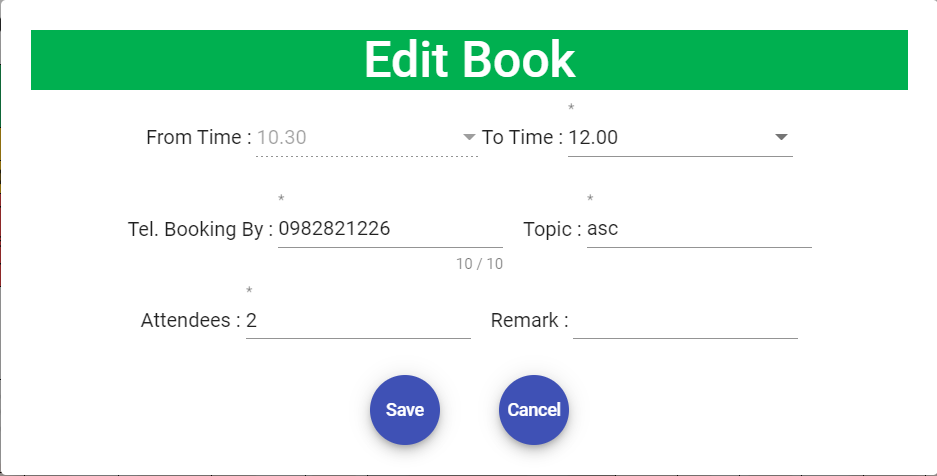 Edit Book
*
From Time : 10.30 To Time : 12.00
* *
Tel. Booking By : 0982821226 Topic : asc
10 / 10
*
Attendees : 2 Remark :
Save Cancel